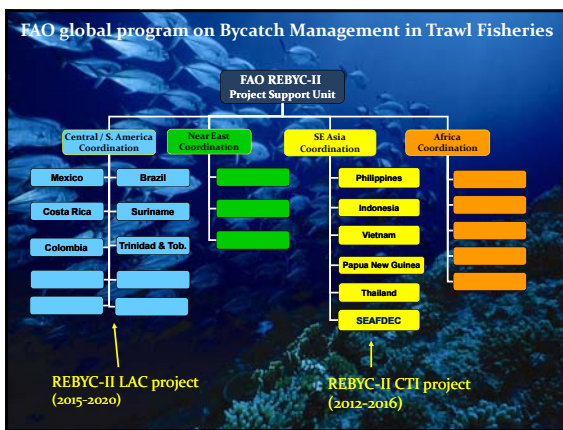 FAO global program on Bycatch Management in Trawl Fisheries
FAO REBYC-II
Project Support Unit
Central / S. America
Coordination
Near East
Coordination
SE Asia
Coordination
Africa
Coordination
Mexico
Brazil
Costa Rica
Suriname
Colombia
Trinidad & Tob.
Philippines
Indonesia
Vietnam
Papua New Guinea
Thailand
SEAFDEC
REBYC-II LAC project
(2015-2020)
REBYC-II CTI project
(2012-2016)